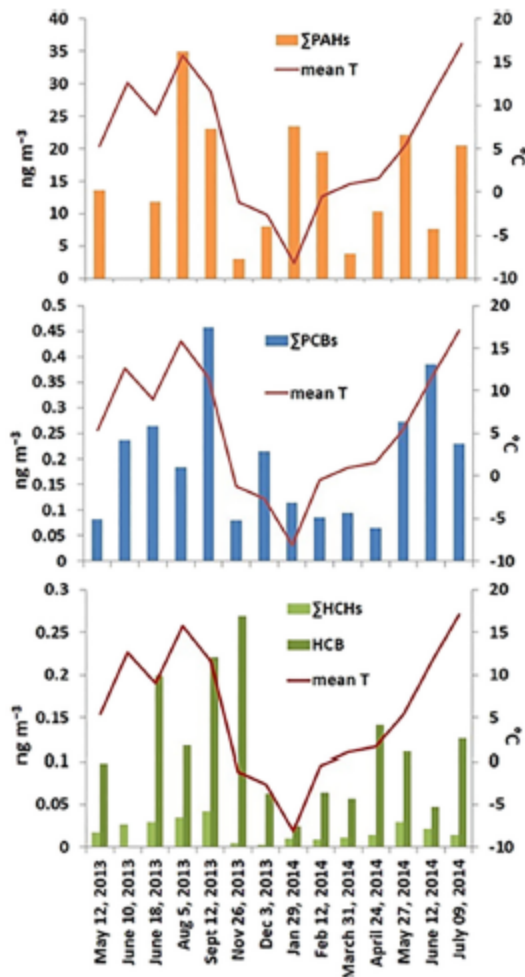 40
35
30
25
20
15
10
5
0
ng m⁻³
∑PAHs
mean T
20
15
10
5
0
-5
-10
°C
0.5
0.45
0.4
0.35
0.3
0.25
0.2
0.15
0.1
0.05
0
ng m⁻³
∑PCBs
mean T
20
15
10
5
0
-5
-10
°C
0.3
0.25
0.2
0.15
0.1
0.05
0
ng m⁻³
∑HCHs
HCB
mean T
20
15
10
5
0
-5
-10
°C
May 12, 2013
June 10, 2013
June 18, 2013
Aug 5, 2013
Sept 12, 2013
Nov 26, 2013
Dec 3, 2013
Jan 29, 2014
Feb 12, 2014
March 31, 2014
April 24, 2014
May 27, 2014
June 12, 2014
July 09, 2014